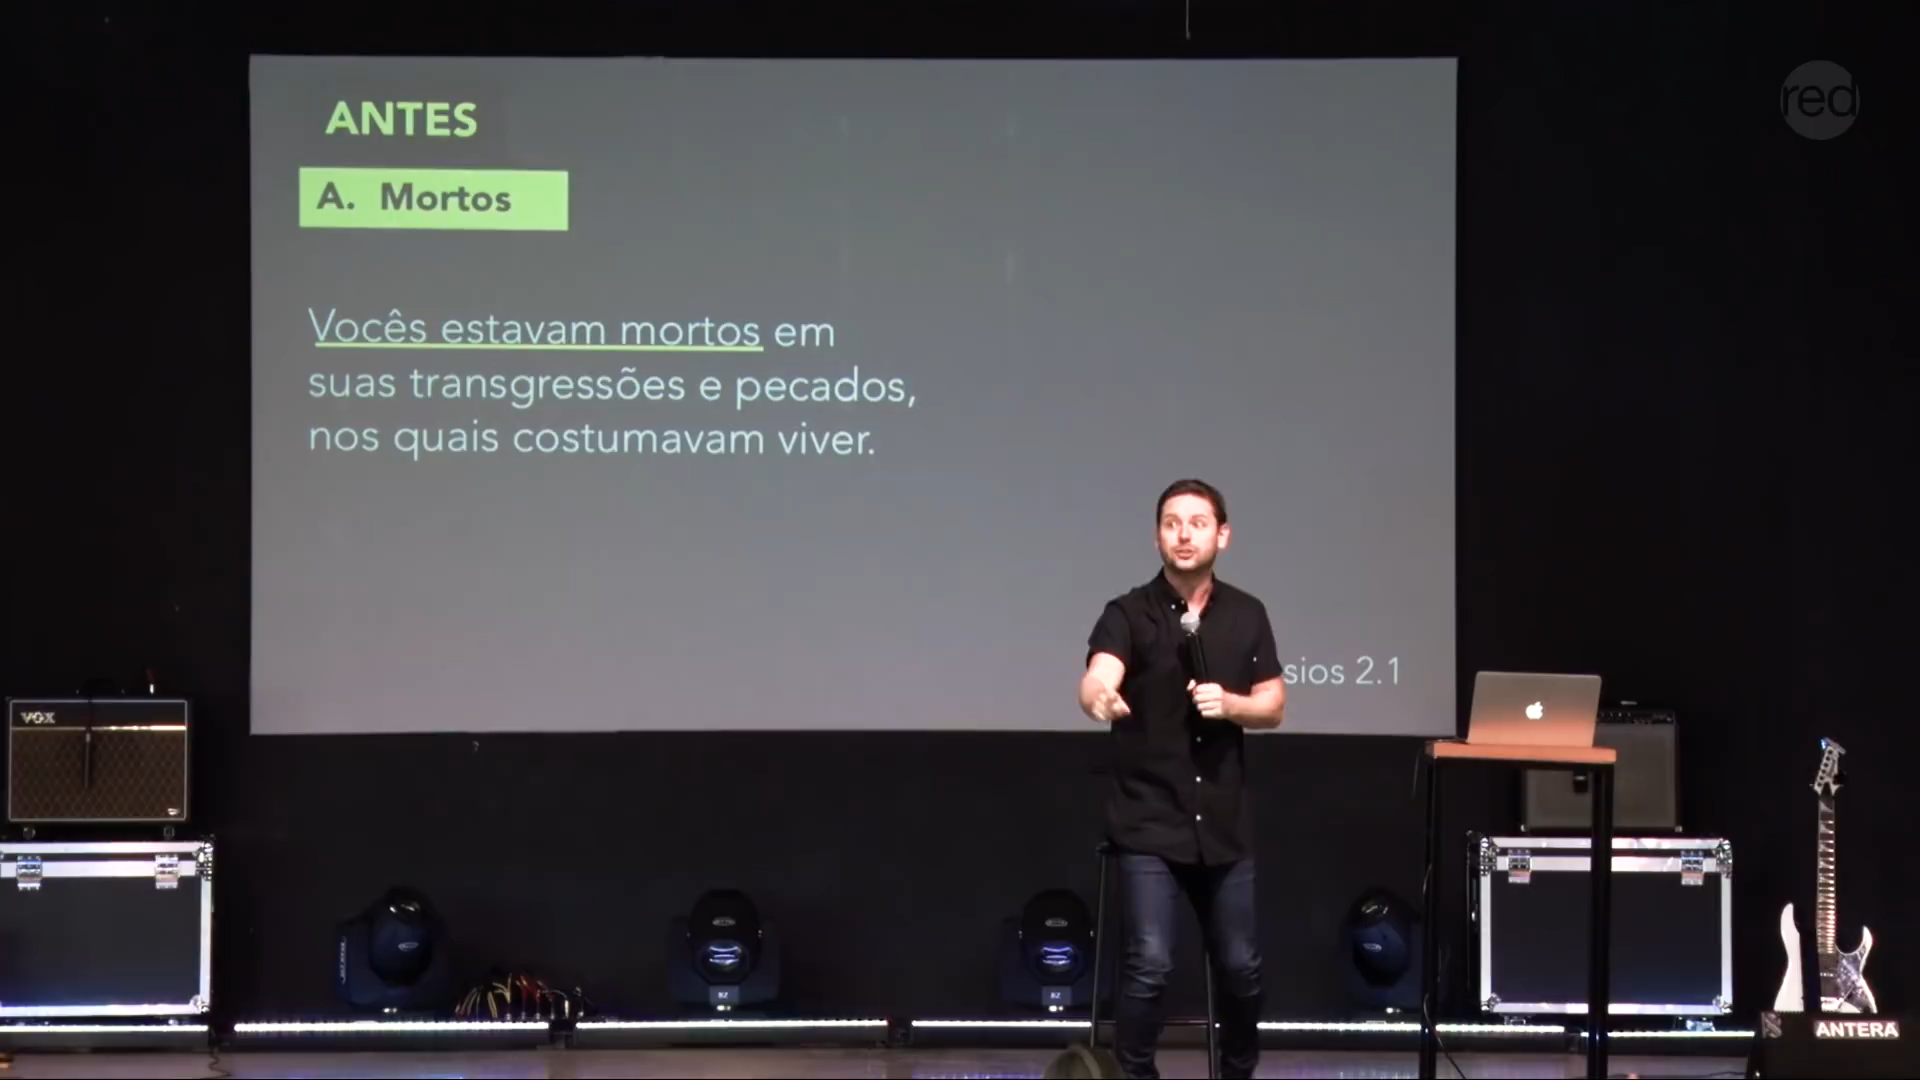 red
ANTES
A. Mortos
Vocês estavam mortos em
suas transgressões e pecados,
nos quais costumavam viver.
sios 2.1
VOX
ANTERA